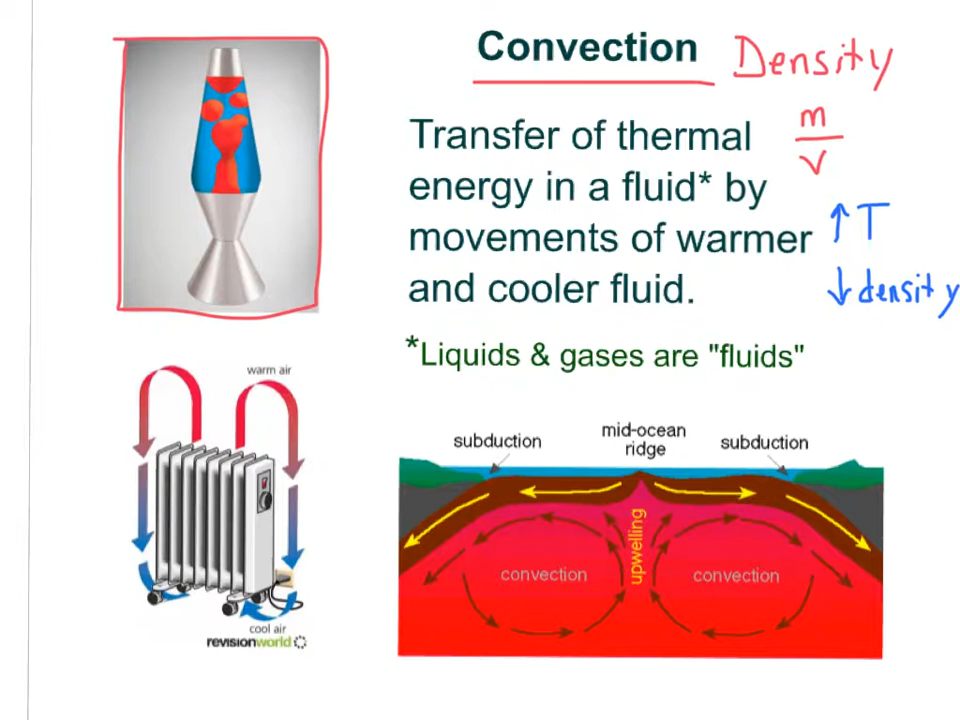 Convection Density
m
v
Transfer of thermal
energy in a fluid* by
movements of warmer
and cooler fluid.
↑ T
↓ density
*Liquids & gases are "fluids"
warm air
cool air
revisionworld
subduction
mid-ocean
ridge
subduction
upwelling
convection
convection